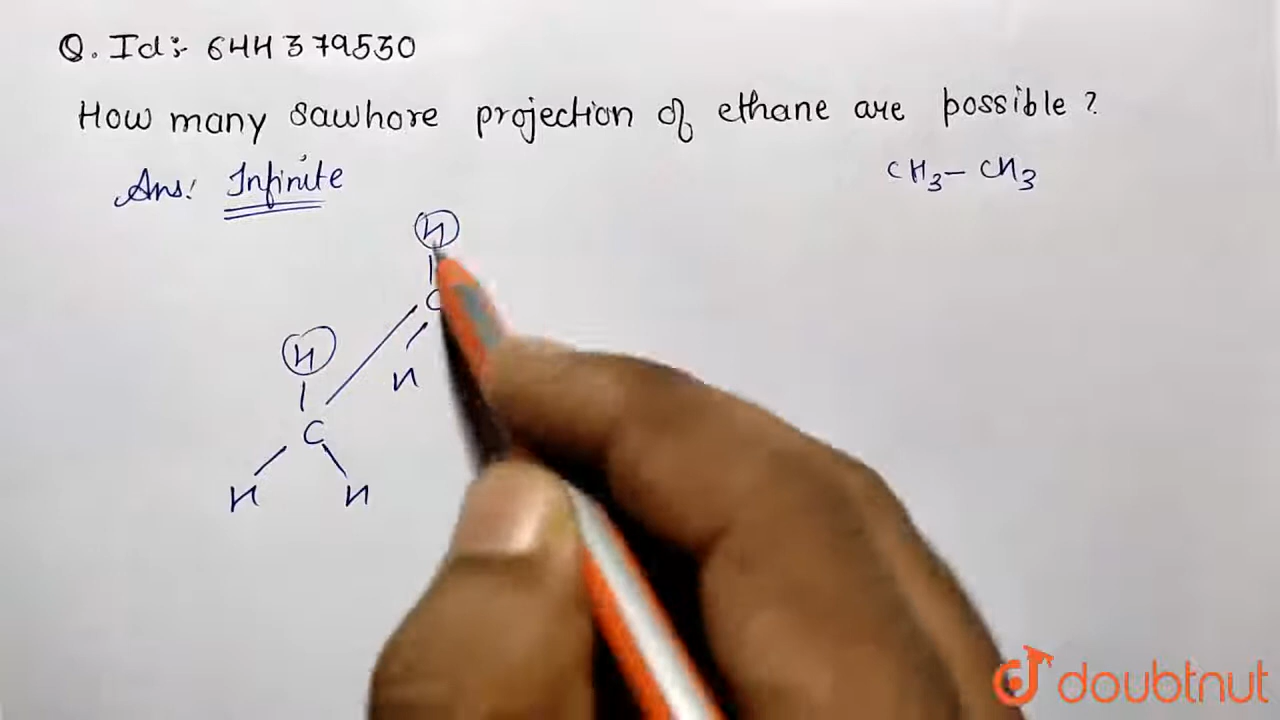 Q. Id:- 644379530
How many sawhore projection of ethane are possible ?
Ans: Infinite
CH3 - CH3
H
C
H
H
C
H H
doubtnut